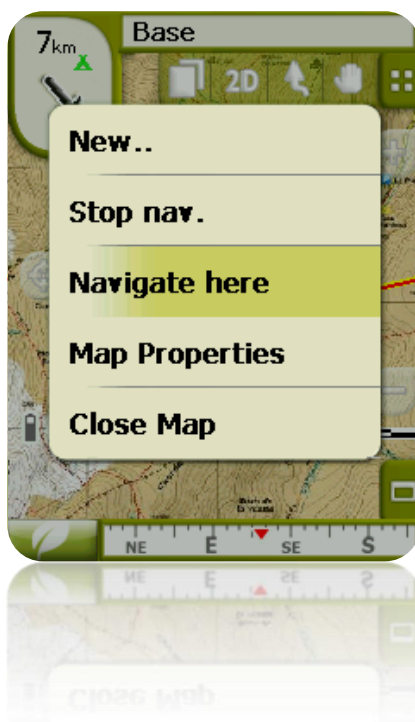 7km
Base
2D
New..
Stop nav.
Navigate here
Map Properties
Close Map
NE E SE S